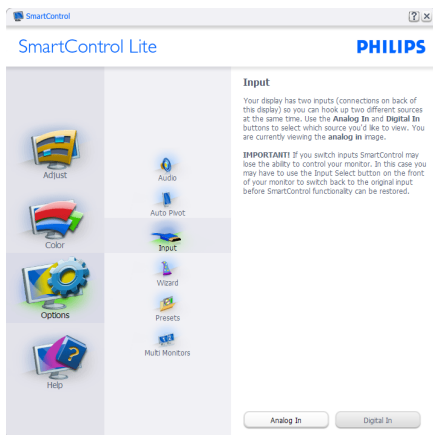 SmartControl
SmartControl Lite
PHILIPS
Adjust
Color
Options
Help
Audio
Auto Pivot
Input
Wizard
Presets
Multi Monitors
Input
Your display has two inputs (connections on back of
this display) so you can hook up two different sources
at the same time. Use the Analog In and Digital In
buttons to select which source you'd like to view. You
are currently viewing the analog in image.
IMPORTANT! If you switch inputs SmartControl may
lose the ability to control your monitor. In this case you
may have to use the Input Select button on the front
of your monitor to switch back to the original input
before SmartControl functionality can be restored.
Analog In
Digital In